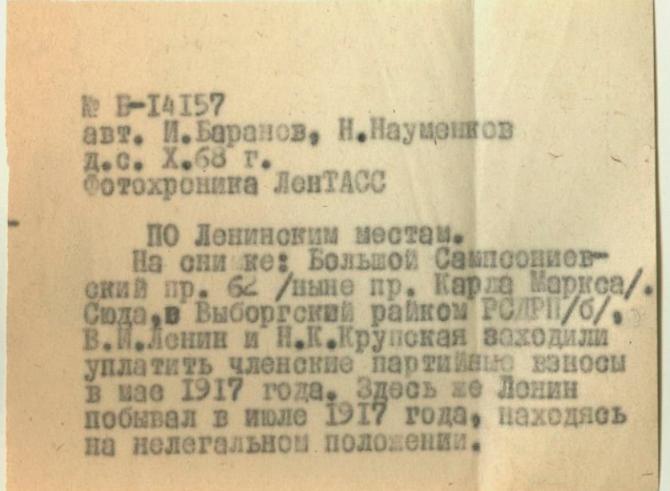 № Б-14157
авт. И.Баранов, Н.Науменков
д.с. X.68 г.
Фотохроника ЛенТАСС
ПО Ленинским местам.
На снимке: Большой Сампсониев-
ский пр. 62 /ныне пр. Карла Маркса/.
Сюда,в Выборгский райком РСДРП/б/,
В.И.Ленин и Н.К.Крупская заходили
уплатить членские партийные взносы
в мае 1917 года. Здесь же Ленин
побывал в июле 1917 года, находясь
на нелегальном положении.